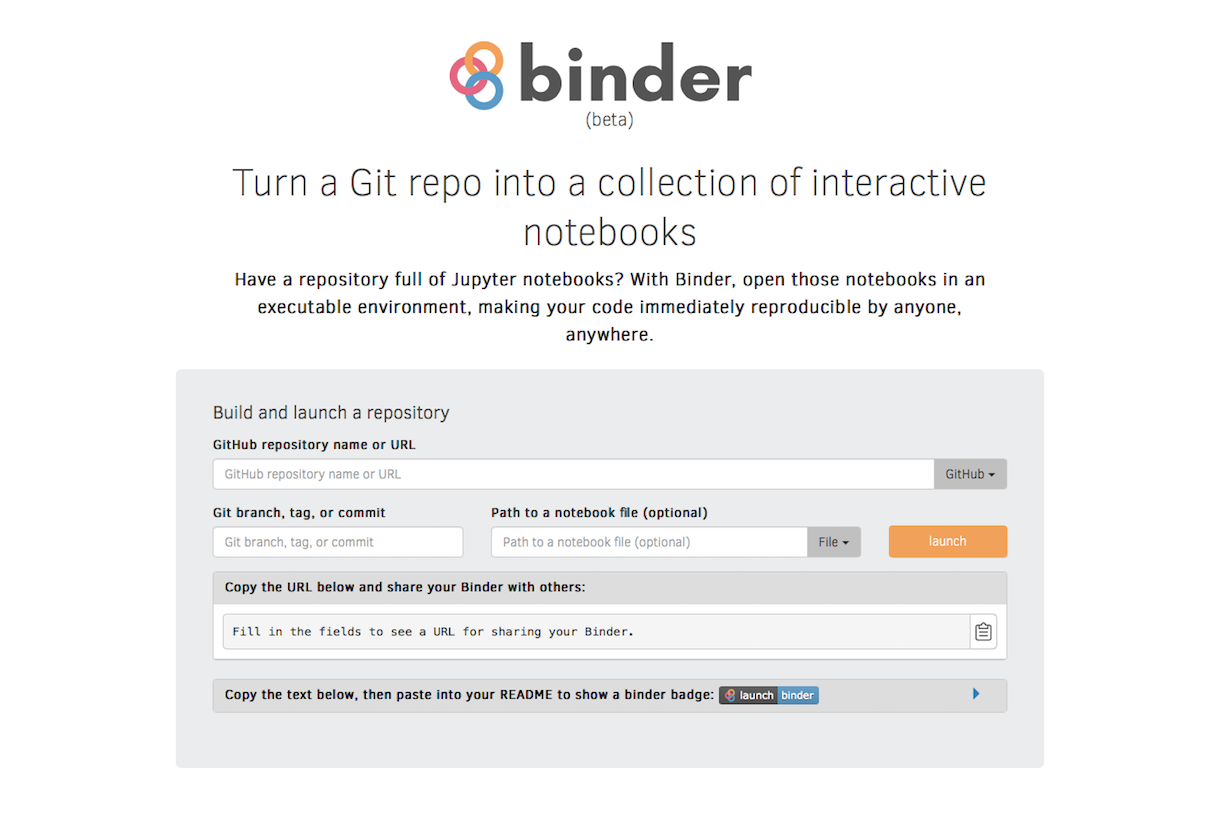 binder
(beta)
Turn a Git repo into a collection of interactive
notebooks
Have a repository full of Jupyter notebooks? With Binder, open those notebooks in an
executable environment, making your code immediately reproducible by anyone,
anywhere.
Build and launch a repository
GitHub repository name or URL
GitHub repository name or URL GitHub
Git branch, tag, or commit Path to a notebook file (optional)
Git branch, tag, or commit Path to a notebook file (optional) File launch
Copy the URL below and share your Binder with others:
Fill in the fields to see a URL for sharing your Binder.
Copy the text below, then paste into your README to show a binder badge: launch binder